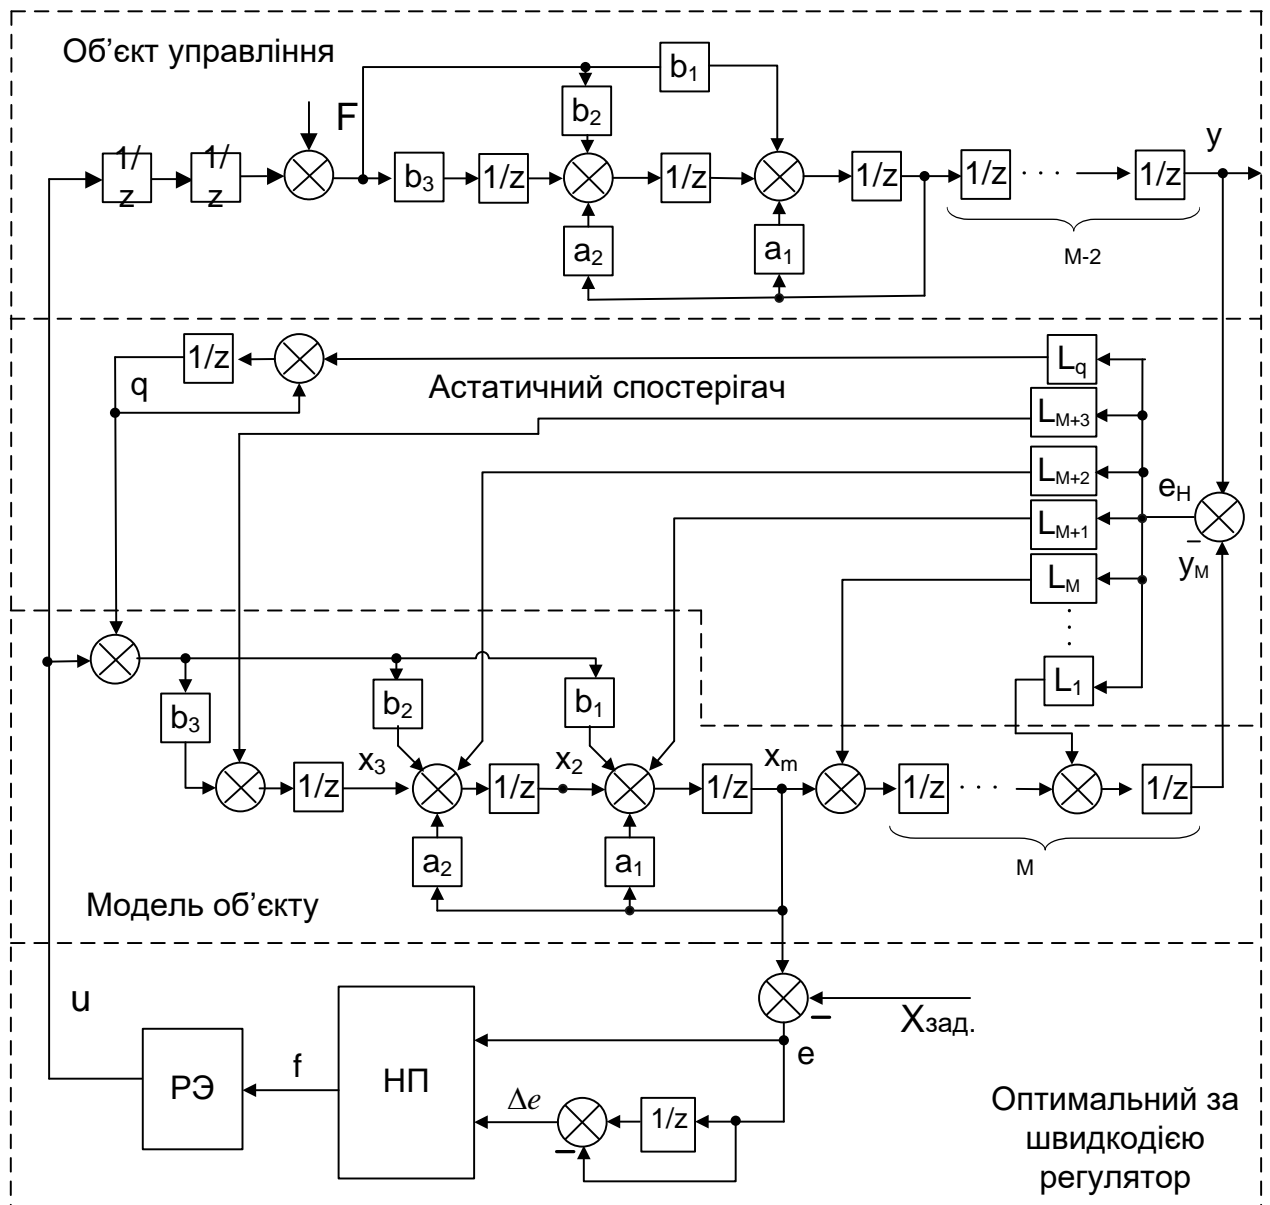 Об’єкт управління
b₁
b₂
F
y
1/z
1/z
b₃
1/z
1/z
1/z
1/z
· · ·
1/z
a₂
a₁
M-2
1/z
Lq
q
Астатичний спостерігач
LM+3
LM+2
eH
LM+1
–
yM
LM
L₁
b₃
b₂
b₁
x₃
x₂
xm
1/z
1/z
1/z
1/z
· · ·
1/z
a₂
a₁
M
Модель об’єкту
u
Xзад.
–
e
РЭ
f
НП
Δe
1/z
–
Оптимальний за
швидкодією
регулятор